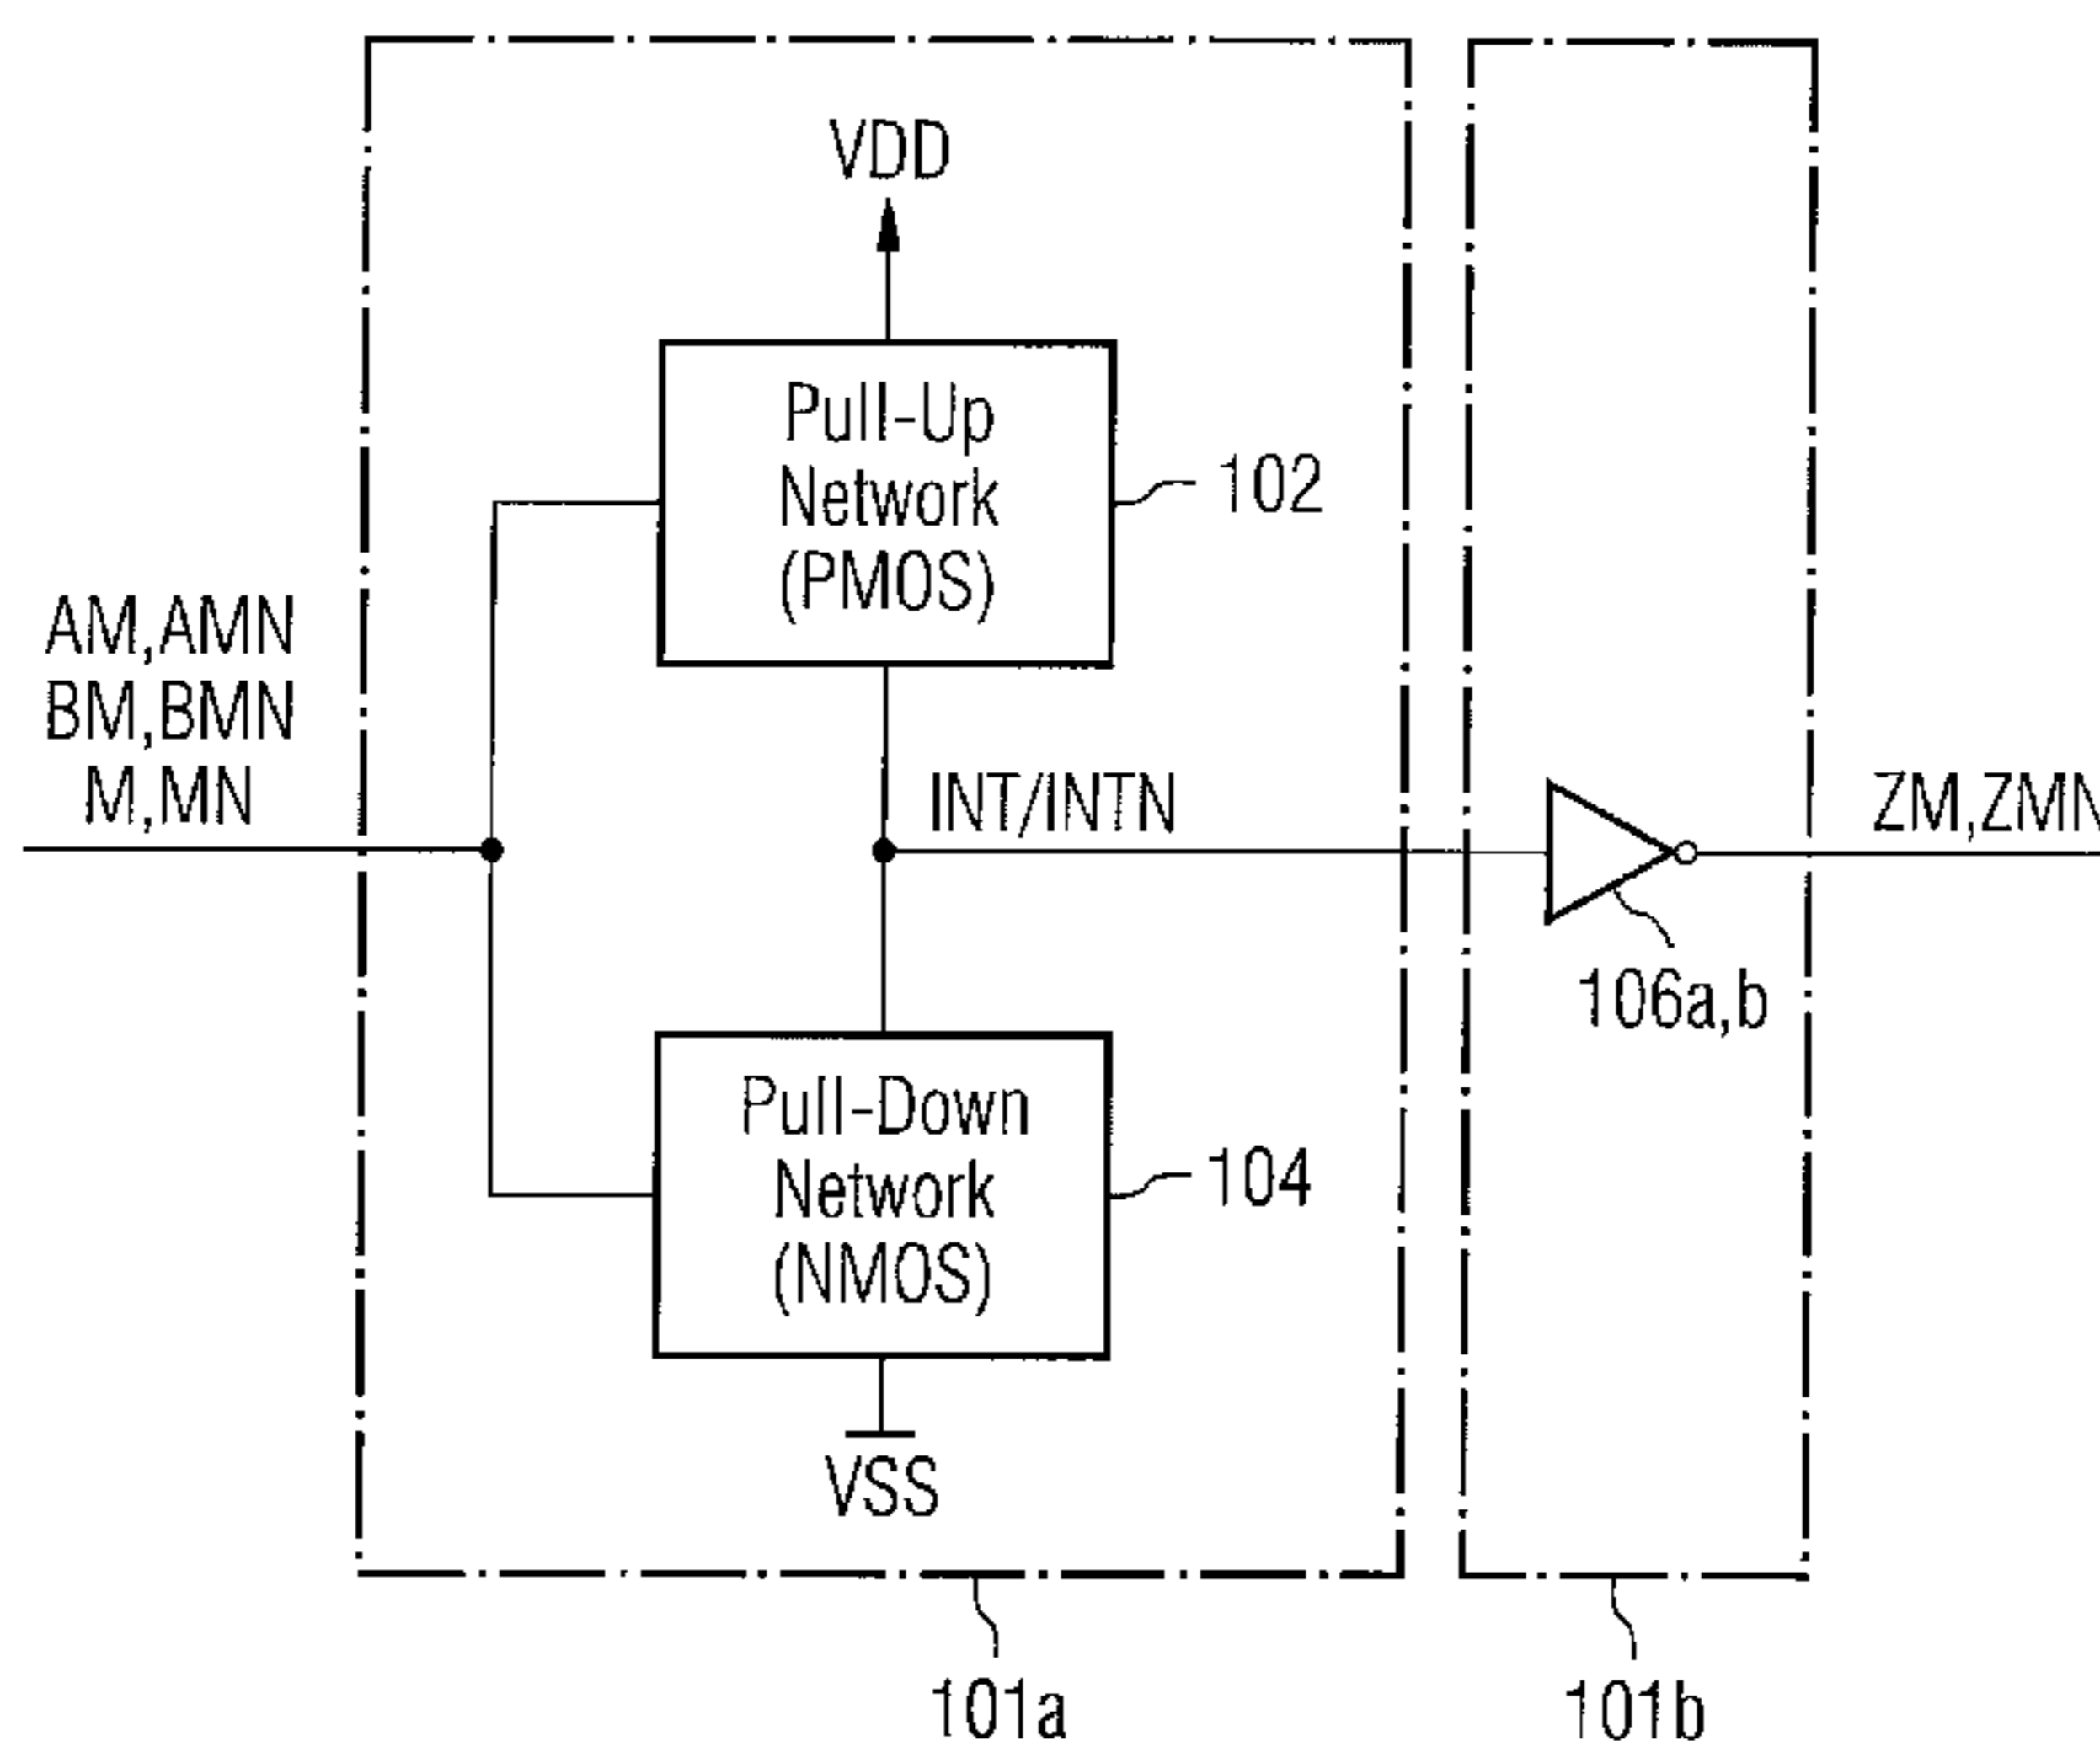 VDD
Pull-Up
Network
(PMOS)
102
AM,AMN
BM,BMN
M,MN
INT/INTN
ZM,ZMN
106a,b
Pull-Down
Network
(NMOS)
104
VSS
101a
101b